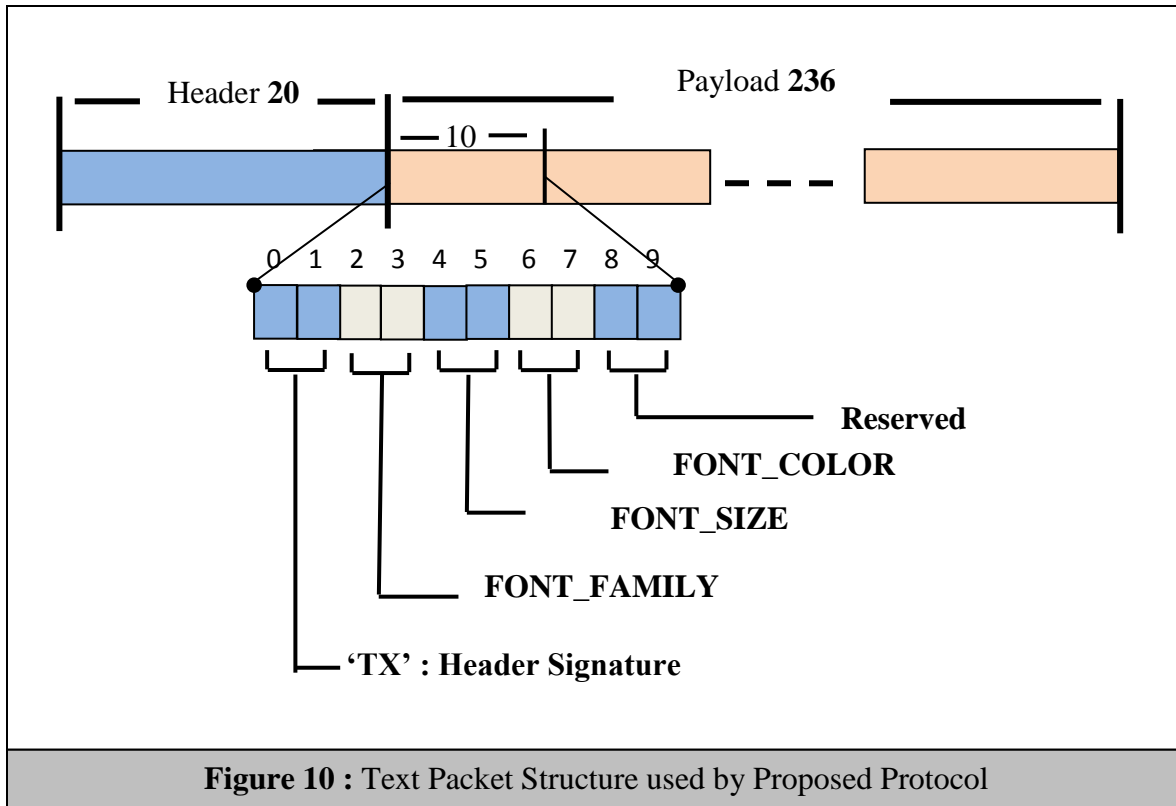 Header 20
Payload 236
10
0 1 2 3 4 5 6 7 8 9
Reserved
FONT_COLOR
FONT_SIZE
FONT_FAMILY
‘TX’ : Header Signature
Figure 10 : Text Packet Structure used by Proposed Protocol